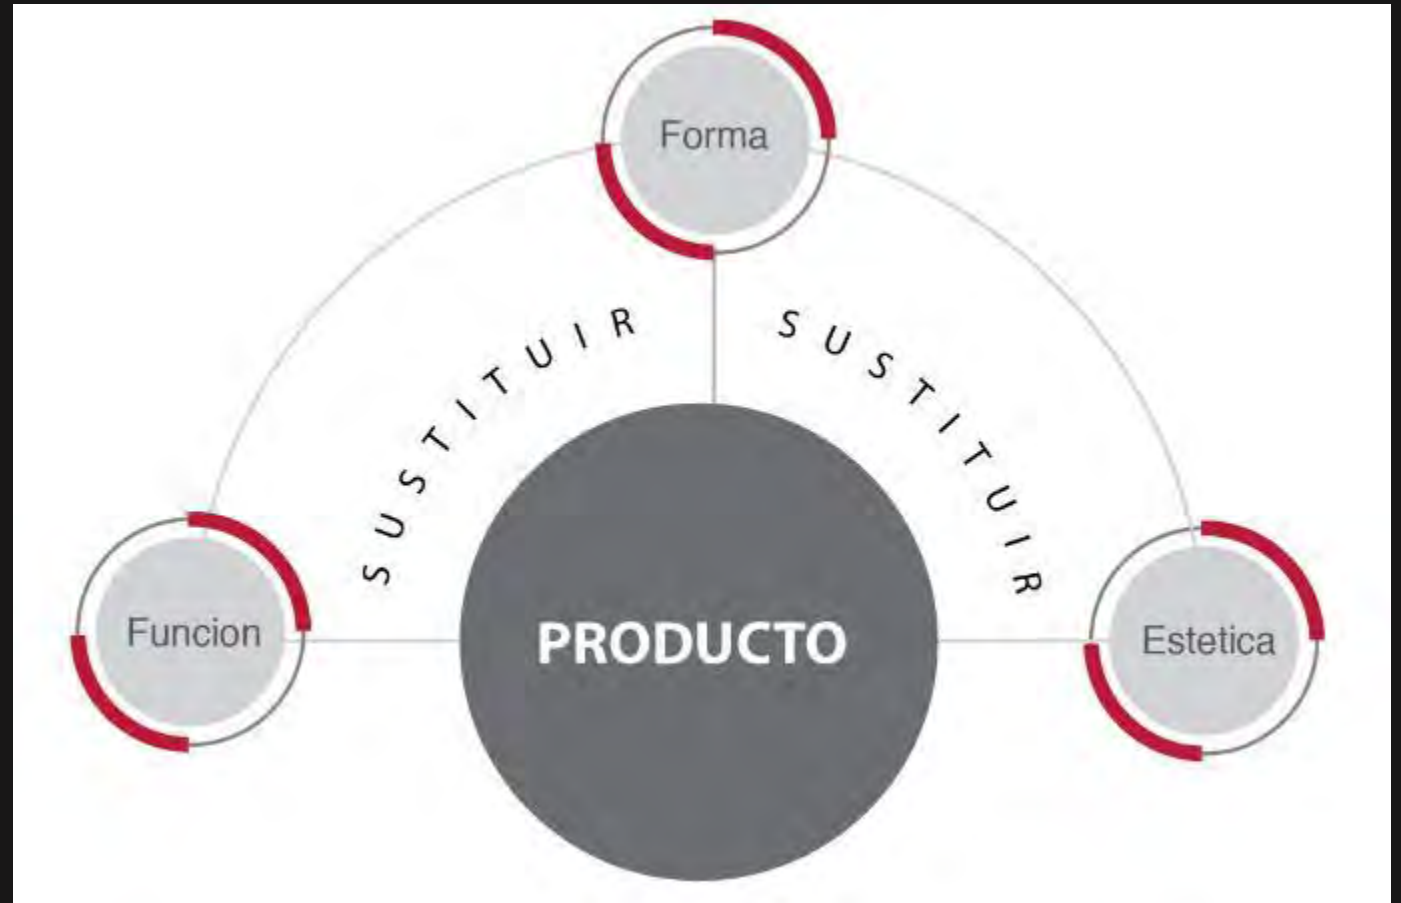 Forma
SUSTITUIR
SUSTITUIR
Funcion
PRODUCTO
Estetica